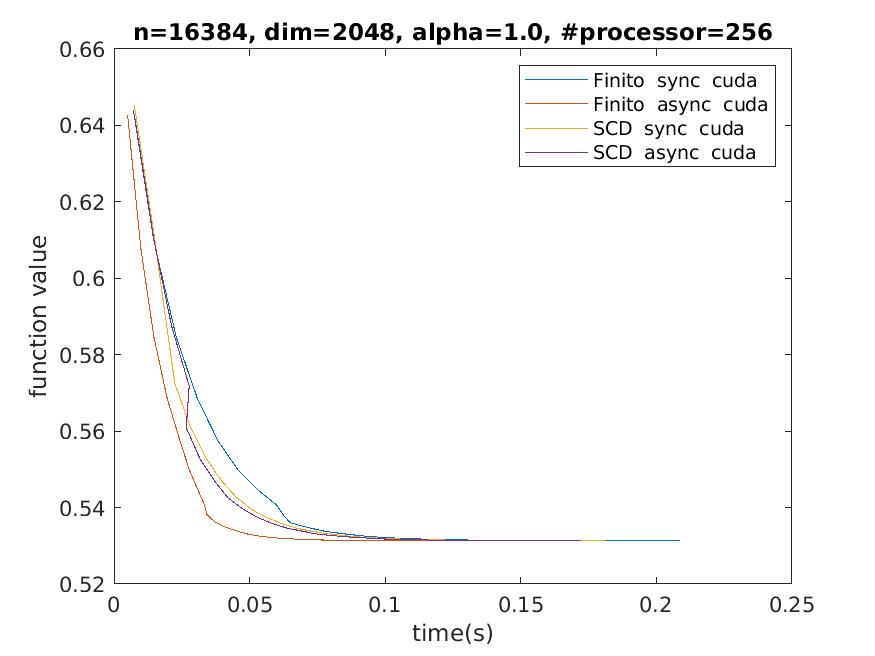 n=16384, dim=2048, alpha=1.0, #processor=256
Finito sync cuda
Finito async cuda
SCD sync cuda
SCD async cuda
function value
0.66
0.64
0.62
0.6
0.58
0.56
0.54
0.52
0 0.05 0.1 0.15 0.2 0.25
time(s)